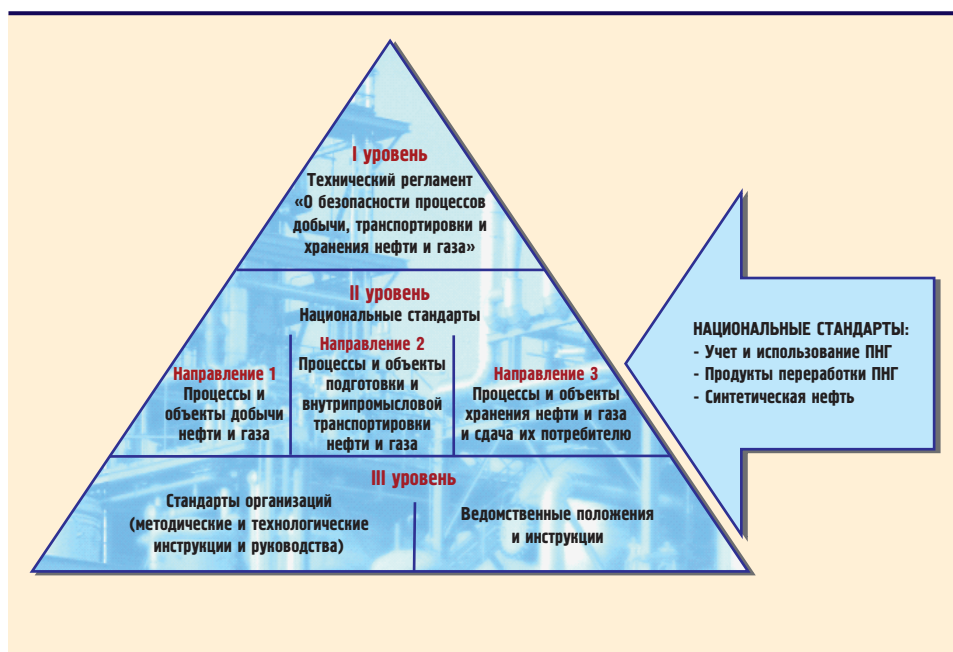 I уровень
Технический регламент
«О безопасности процессов
добычи, транспортировки и
хранения нефти и газа»
II уровень
Национальные стандарты
Направление 1
Процессы и
объекты добычи
нефти и газа
Направление 2
Процессы и объекты
подготовки и
внутрипромысловой
транспортировки
нефти и газа
Направление 3
Процессы и объекты
хранения нефти и газа
и сдача их потребителю
III уровень
Стандарты организаций
(методические и технологические
инструкции и руководства)
Ведомственные положения
и инструкции
НАЦИОНАЛЬНЫЕ СТАНДАРТЫ:
- Учет и использование ПНГ
- Продукты переработки ПНГ
- Синтетическая нефть